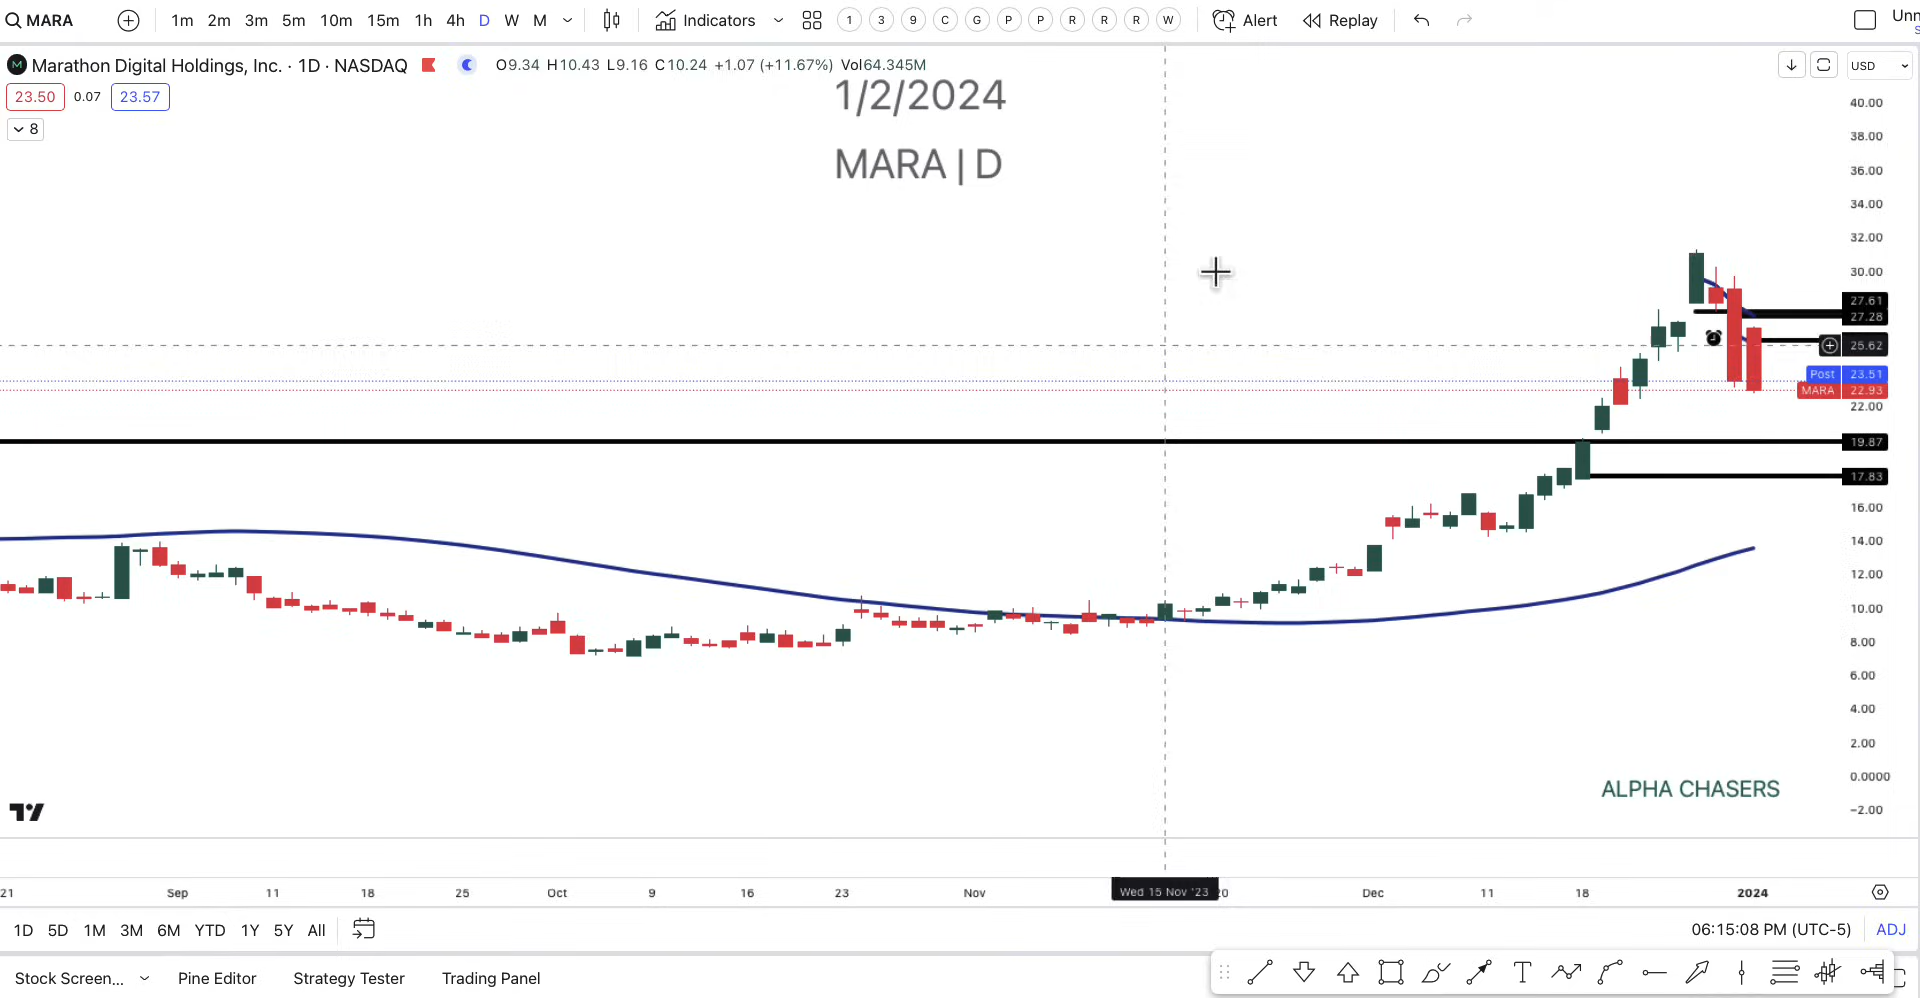 MARA 1m 2m 3m 5m 10m 15m 1h 4h D W M Indicators 1 3 9 C G P P R R R W Alert Replay Unn
Marathon Digital Holdings, Inc. · 1D · NASDAQ O9.34 H10.43 L9.16 C10.24 +1.07 (+11.67%) Vol64.345M USD
23.50 0.07 23.57
8
1/2/2024
MARA | D
40.00
38.00
36.00
34.00
32.00
30.00
27.61
27.28
25.62
Post 23.51
MARA 22.93
22.00
19.87
17.83
16.00
14.00
12.00
10.00
8.00
6.00
4.00
2.00
0.0000
−2.00
ALPHA CHASERS
21 Sep 11 18 25 Oct 9 16 23 Nov Wed 15 Nov '23 20 Dec 11 18 2024
1D 5D 1M 3M 6M YTD 1Y 5Y All 06:15:08 PM (UTC-5) ADJ
Stock Screen... Pine Editor Strategy Tester Trading Panel